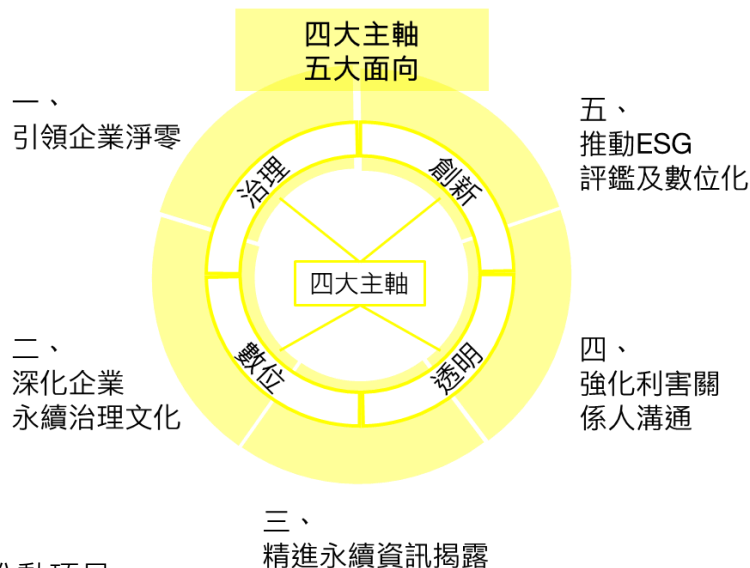 四大主軸
五大面向
一、
引領企業淨零
五、
推動ESG
評鑑及數位化
治理
創新
四大主軸
數位
透明
二、
深化企業
永續治理文化
四、
強化利害關
係人溝通
三、
精進永續資訊揭露